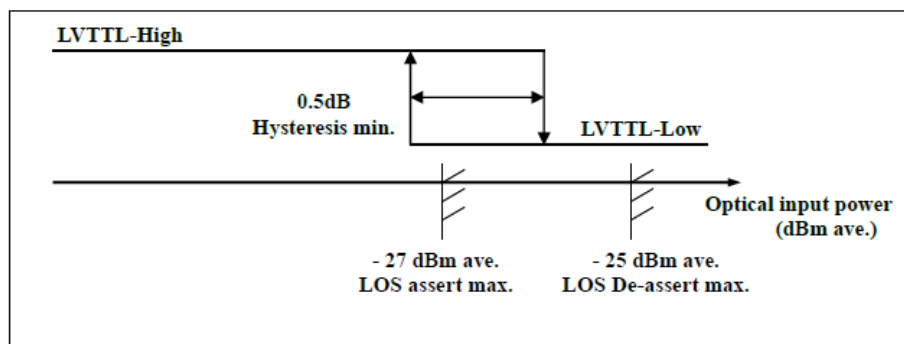 LVTTL-High
0.5dB
Hysteresis min.
LVTTL-Low
Optical input power
(dBm ave.)
- 27 dBm ave.
LOS assert max.
- 25 dBm ave.
LOS De-assert max.